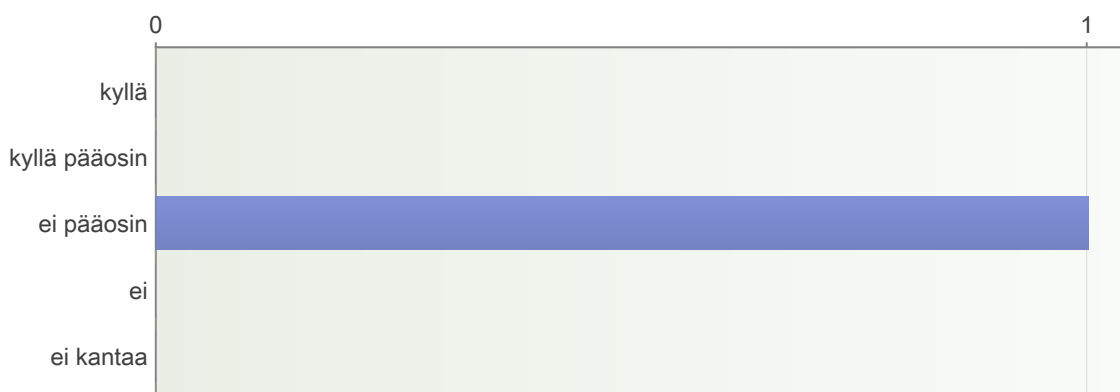 0 1
kyllä
kyllä pääosin
ei pääosin
ei
ei kantaa